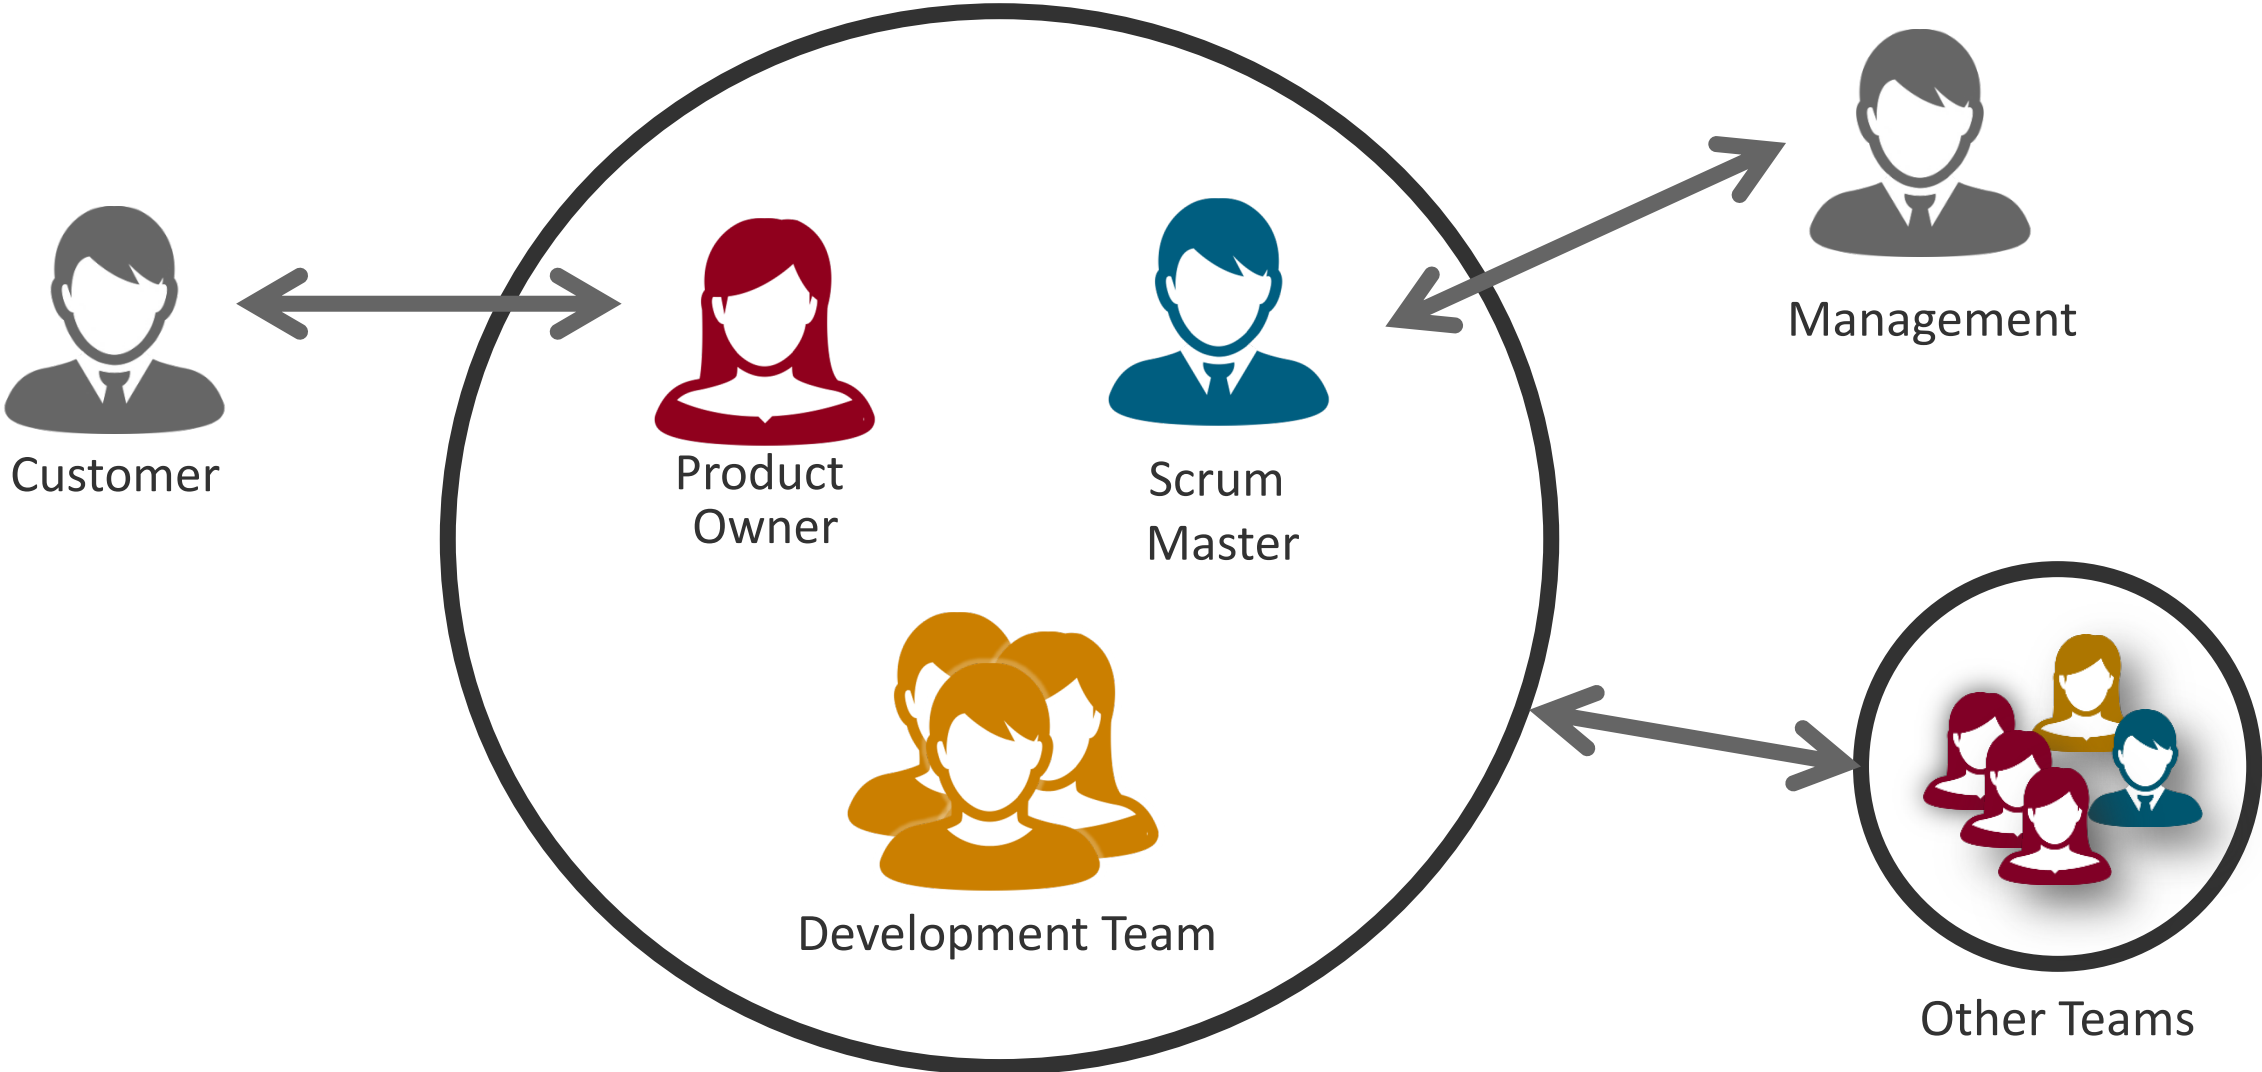 Customer
Product
Owner
Scrum
Master
Development Team
Management
Other Teams